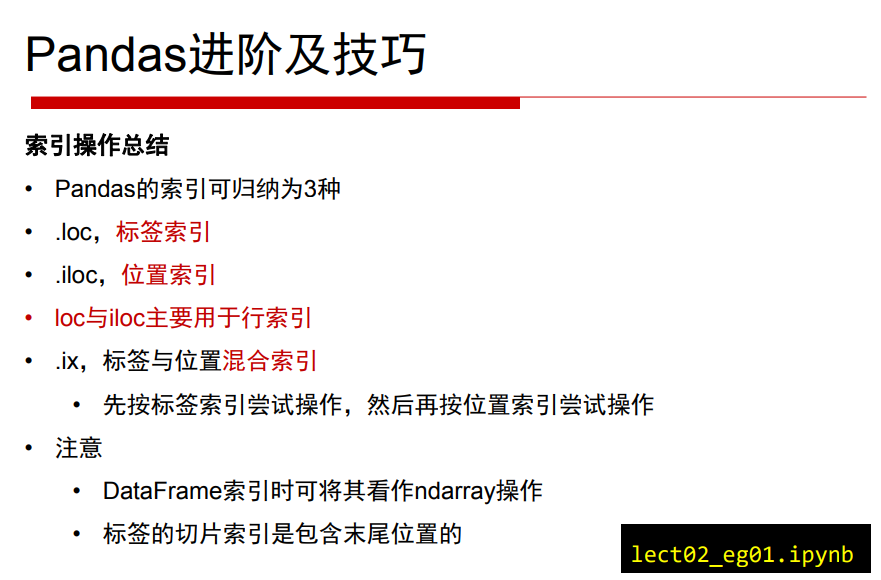 Pandas进阶及技巧
索引操作总结
• Pandas的索引可归纳为3种
• .loc，标签索引
• .iloc，位置索引
• loc与iloc主要用于行索引
• .ix，标签与位置混合索引
• 先按标签索引尝试操作，然后再按位置索引尝试操作
• 注意
• DataFrame索引时可将其看作ndarray操作
• 标签的切片索引是包含末尾位置的
lect02_eg01.ipynb